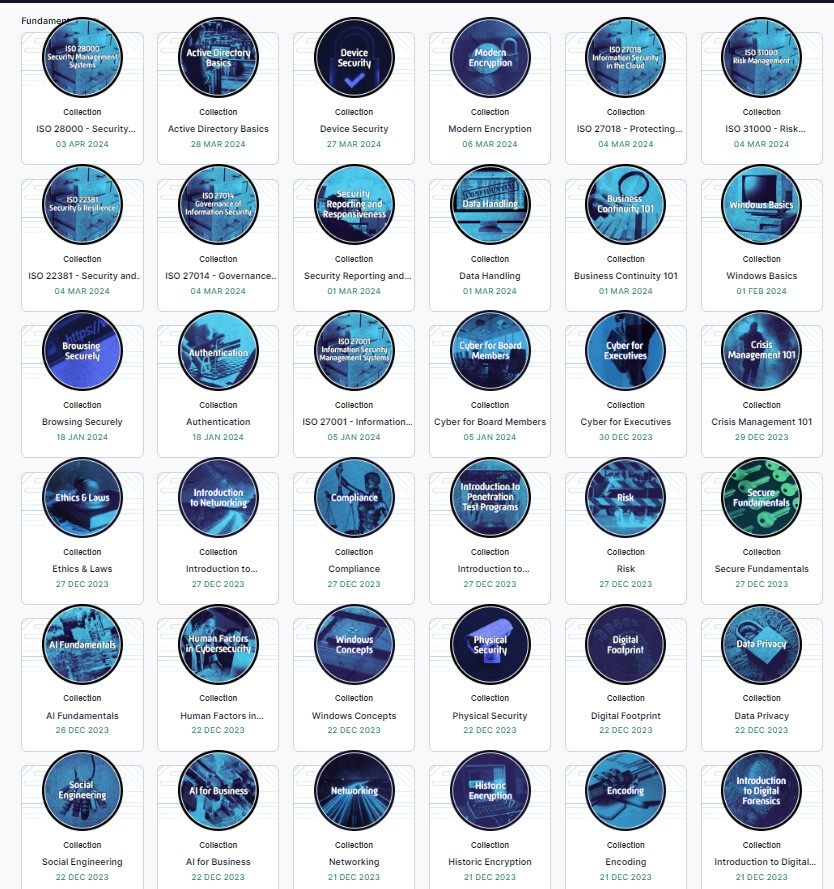 Fundament
ISO 28000
Security Management
Systems
Collection
ISO 28000 - Security...
03 APR 2024
Active Directory
Basics
Collection
Active Directory Basics
28 MAR 2024
Device
Security
Collection
Device Security
27 MAR 2024
Modern
Encryption
Collection
Modern Encryption
06 MAR 2024
ISO 27018
Information Security
in the Cloud
Collection
ISO 27018 - Protecting...
04 MAR 2024
ISO 31000
Risk Management
Collection
ISO 31000 - Risk...
04 MAR 2024
ISO 22381
Security & Resilience
Collection
ISO 22381 - Security and..
04 MAR 2024
ISO 27014
Governance of
Information Security
Collection
ISO 27014 - Governance..
04 MAR 2024
Security
Reporting and
Responsiveness
Collection
Security Reporting and...
01 MAR 2024
CONFIDENTIAL
Data Handling
Collection
Data Handling
01 MAR 2024
Business
Continuity 101
Collection
Business Continuity 101
01 MAR 2024
Windows Basics
Collection
Windows Basics
01 FEB 2024
https://
Browsing
Securely
Collection
Browsing Securely
18 JAN 2024
Authentication
Collection
Authentication
18 JAN 2024
ISO 27001
Information Security
Management Systems
Collection
ISO 27001 - Information...
05 JAN 2024
Cyber for Board
Members
Collection
Cyber for Board Members
05 JAN 2024
Cyber for
Executives
Collection
Cyber for Executives
30 DEC 2023
Crisis
Management 101
Collection
Crisis Management 101
29 DEC 2023
Ethics & Laws
Collection
Ethics & Laws
27 DEC 2023
Introduction
to Networking
Collection
Introduction to...
27 DEC 2023
Compliance
Collection
Compliance
27 DEC 2023
Introduction to
Penetration
Test Programs
Collection
Introduction to...
27 DEC 2023
Risk
Collection
Risk
27 DEC 2023
Secure
Fundamentals
Collection
Secure Fundamentals
27 DEC 2023
AI Fundamentals
Collection
AI Fundamentals
26 DEC 2023
Human Factors
in Cybersecurity
Collection
Human Factors in...
22 DEC 2023
Windows
Concepts
Collection
Windows Concepts
22 DEC 2023
Physical
Security
Collection
Physical Security
22 DEC 2023
Digital
Footprint
Collection
Digital Footprint
22 DEC 2023
Data Privacy
Collection
Data Privacy
22 DEC 2023
Social
Engineering
Collection
Social Engineering
22 DEC 2023
AI for Business
Collection
AI for Business
22 DEC 2023
Networking
Collection
Networking
21 DEC 2023
Historic
Encryption
Collection
Historic Encryption
21 DEC 2023
Encoding
Collection
Encoding
21 DEC 2023
Introduction
to Digital
Forensics
Collection
Introduction to Digital...
21 DEC 2023